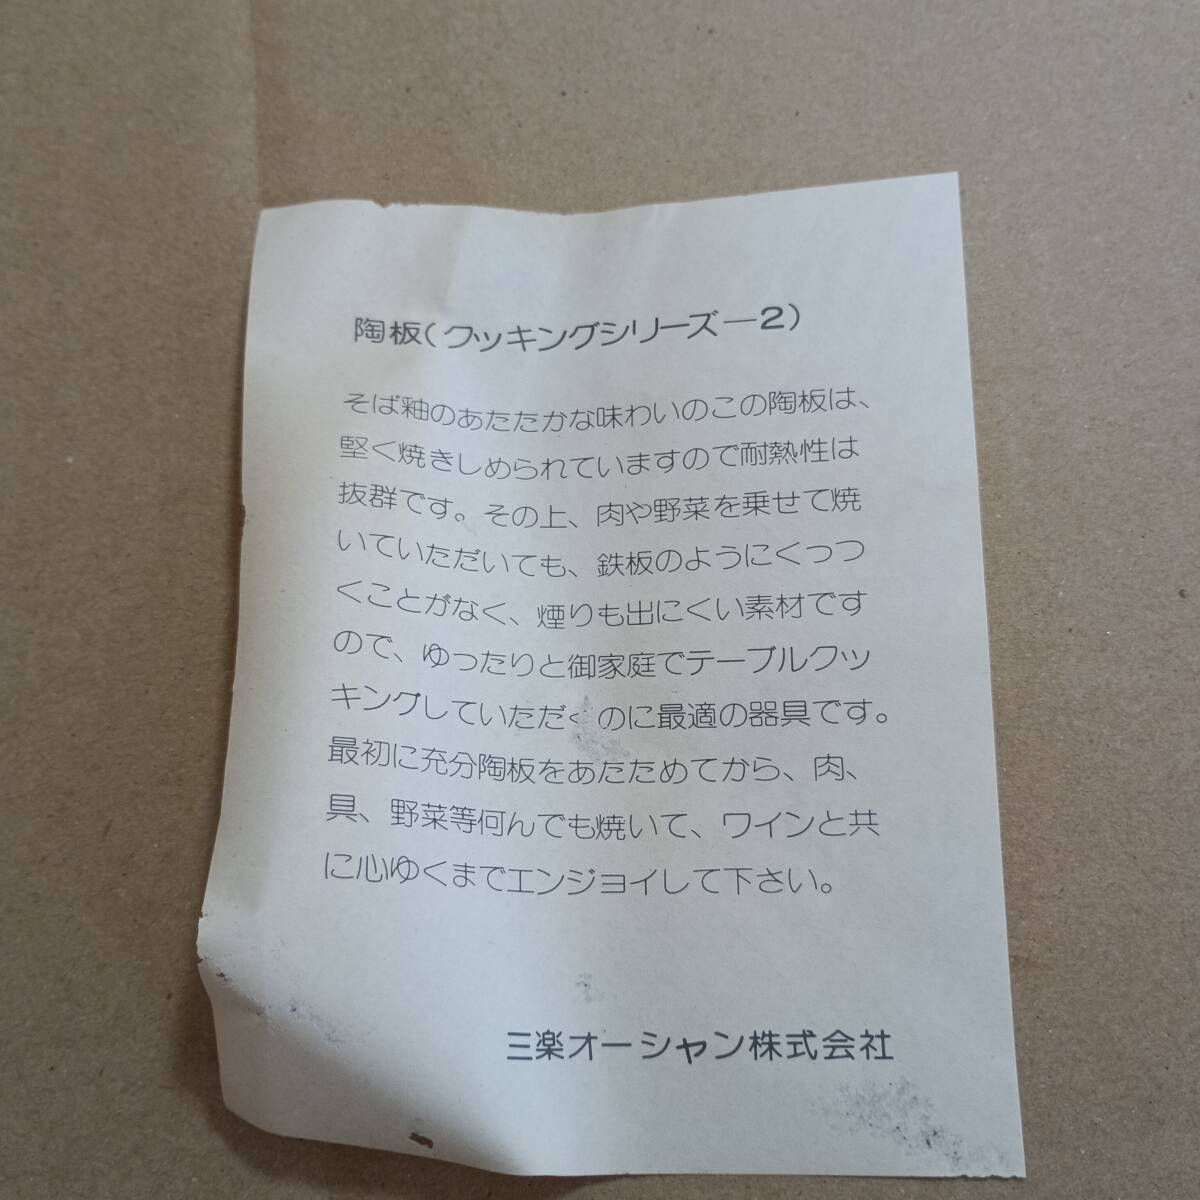 陶板(クッキングシリーズ―2)
そば釉のあたたかな味わいのこの陶板は、
堅く焼きしめられていますので耐熱性は
抜群です。その上、肉や野菜を乗せて焼
いていただいても、鉄板のようにくっつ
くことがなく、煙りも出にくい素材です
ので、ゆったりと御家庭でテーブルクッ
キングしていただくのに最適の器具です。
最初に充分陶板をあたためてから、肉、
具、野菜等何んでも焼いて、ワインと共
に心ゆくまでエンジョイして下さい。
三楽オーシャン株式会社